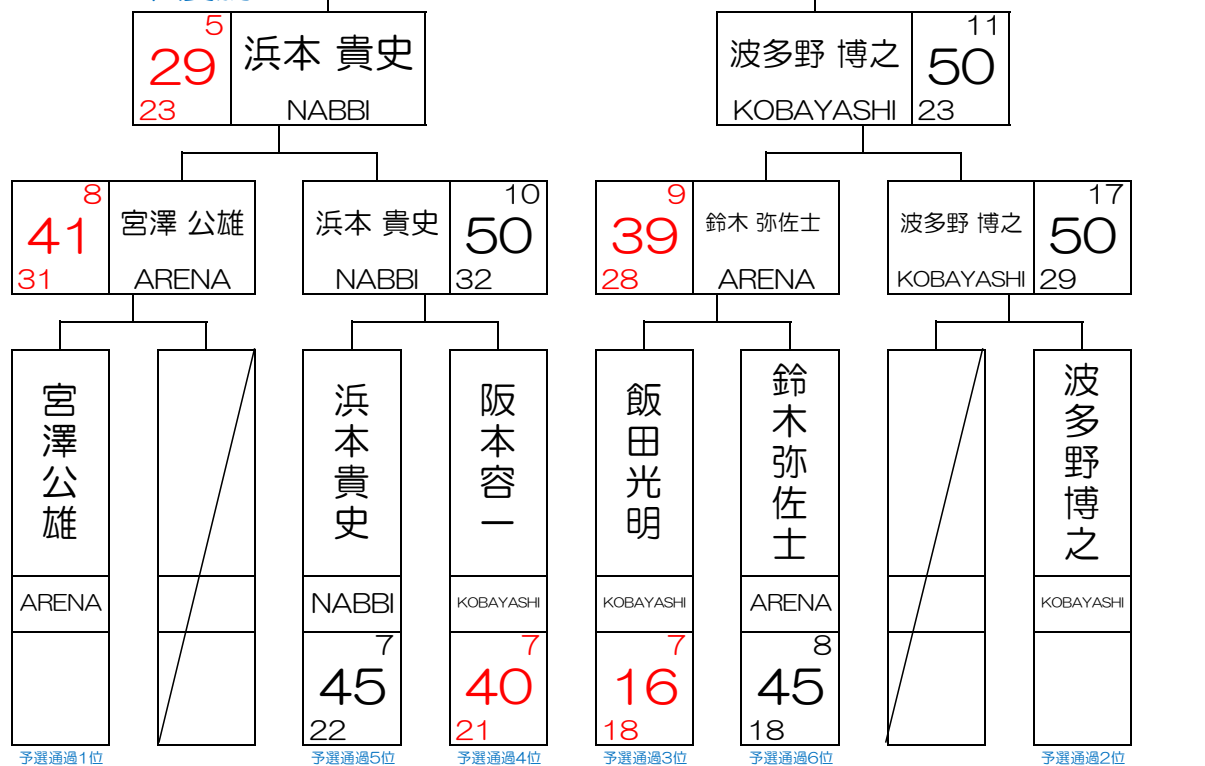 5
29 浜本 貴史
23 NABBI
11
波多野 博之 50
KOBAYASHI 23
8
41 宮澤 公雄
31 ARENA
10
浜本 貴史 50
NABBI 32
9
39 鈴木 弥佐士
28 ARENA
17
波多野 博之 50
KOBAYASHI 29
宮澤公雄
ARENA
予選通過1位
浜本貴史
NABBI
7
45
22
予選通過5位
阪本容一
KOBAYASHI
7
40
21
予選通過4位
飯田光明
KOBAYASHI
7
16
18
予選通過3位
鈴木弥佐士
ARENA
8
45
18
予選通過6位
波多野博之
KOBAYASHI
予選通過2位